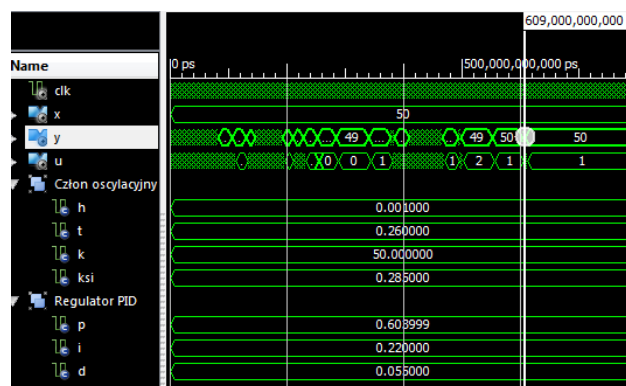 609,000,000,000
Name
0 ps
500,000,000,000 ps
clk
x
50
y
...
49
...
49
50
50
u
0
0
1
1
2
1
1
Człon oscylacyjny
h
0.001000
t
0.260000
k
50.000000
ksi
0.285000
Regulator PID
p
0.603999
i
0.220000
d
0.055000